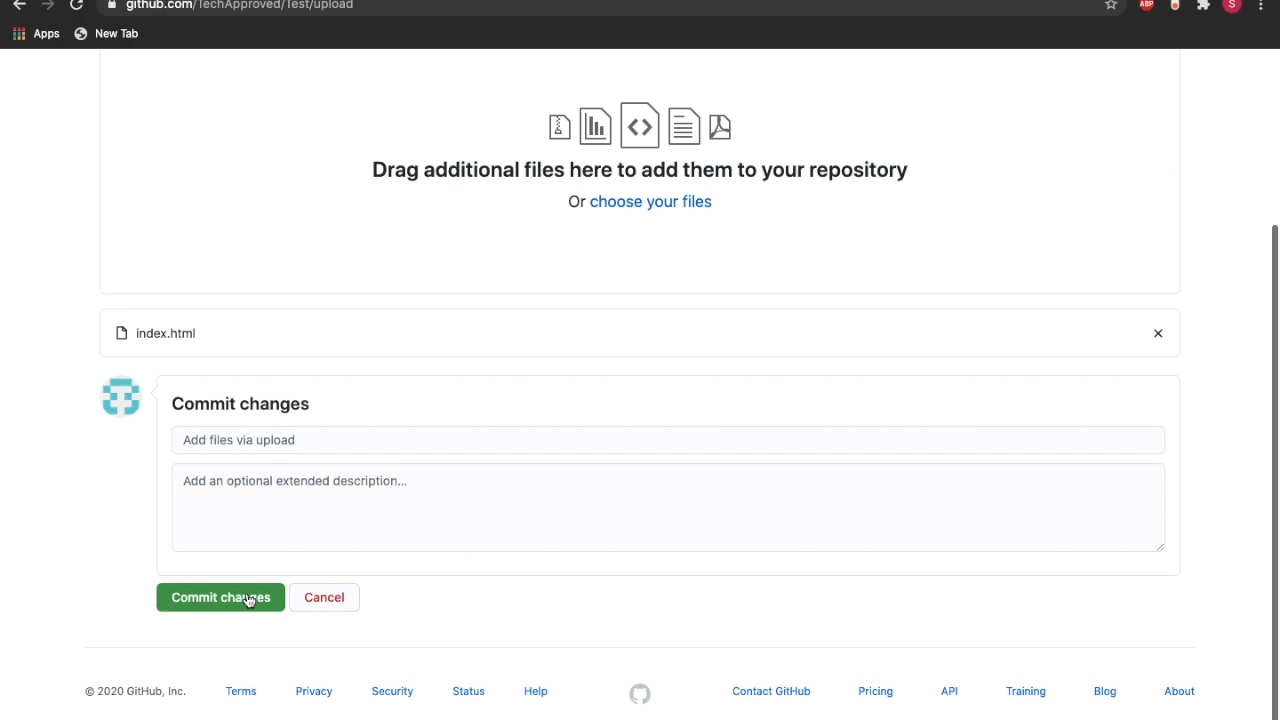 github.com/TechApproved/Test/upload
ABP
S
Apps
New Tab
Drag additional files here to add them to your repository
Or choose your files
index.html
Commit changes
Add files via upload
Add an optional extended description...
Commit changes
Cancel
© 2020 GitHub, Inc.
Terms
Privacy
Security
Status
Help
Contact GitHub
Pricing
API
Training
Blog
About